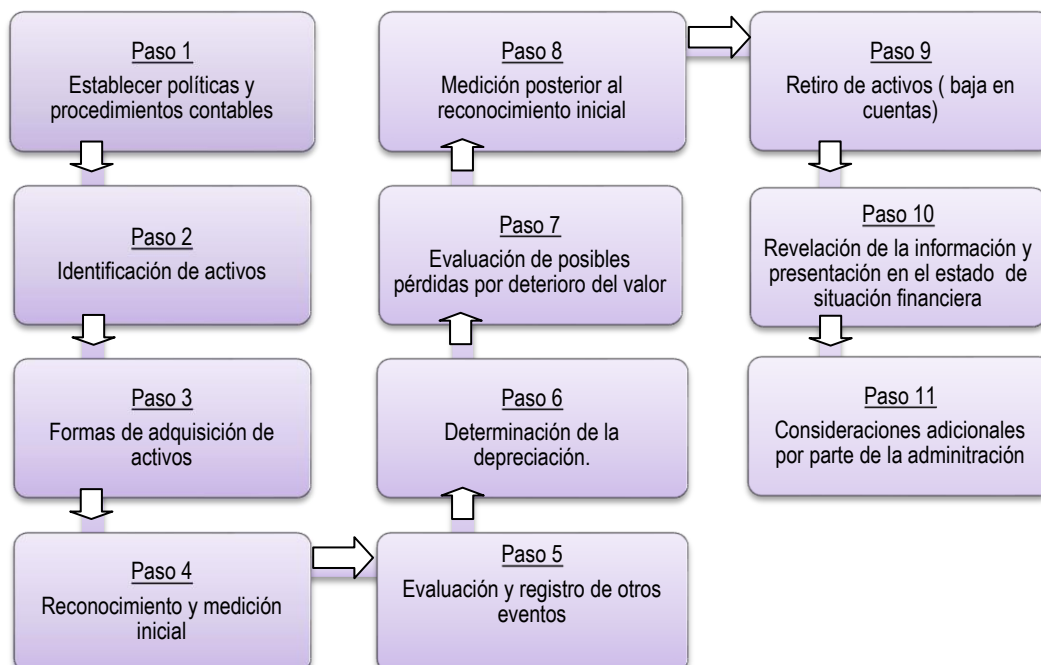 Paso 1
Establecer políticas y
procedimientos contables
Paso 2
Identificación de activos
Paso 3
Formas de adquisición de
activos
Paso 4
Reconocimiento y medición
inicial
Paso 5
Evaluación y registro de otros
eventos
Paso 6
Determinación de la
depreciación.
Paso 7
Evaluación de posibles
pérdidas por deterioro del valor
Paso 8
Medición posterior al
reconocimiento inicial
Paso 9
Retiro de activos ( baja en
cuentas)
Paso 10
Revelación de la información y
presentación en el estado de
situación financiera
Paso 11
Consideraciones adicionales
por parte de la adminitración